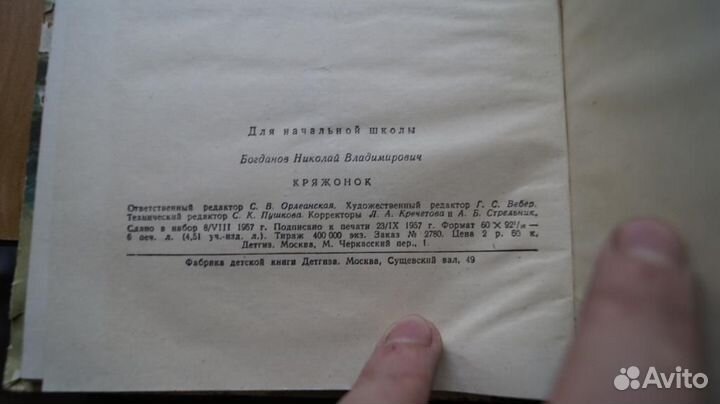 Для начальной школы
Богданов Николай Владимирович
КРЯЖОНОК
Ответственный редактор С. В. Орлеанская. Художественный редактор Г. С. Вебер.
Технический редактор С. К. Пушкова. Корректоры Л. А. Кречетова и А. Б. Стрельник.
Сдано в набор 8/VIII 1957 г. Подписано к печати 23/IX 1957 г. Формат 60 × 92¹/₁₆ —
6 печ. л. (4,51 уч.-изд. л.). Тираж 400 000 экз. Заказ № 2780. Цена 2 р. 65 к.
Детгиз. Москва, М. Черкасский пер., 1.
Фабрика детской книги Детгиза. Москва, Сущевский вал, 49
Avito